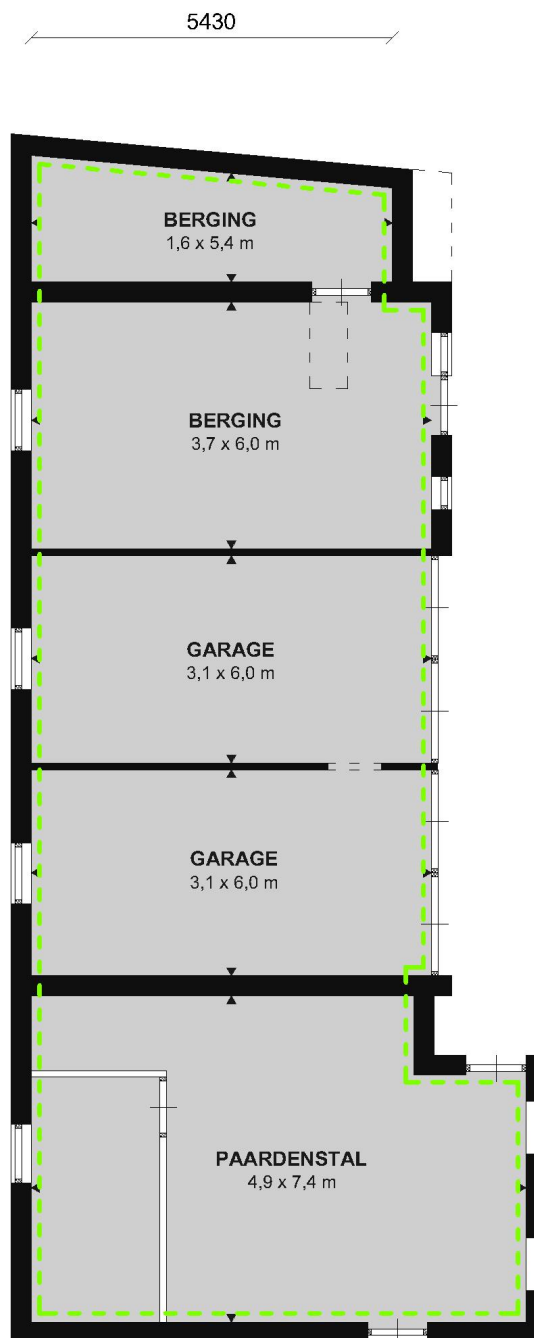 5430
BERGING
1,6 x 5,4 m
BERGING
3,7 x 6,0 m
GARAGE
3,1 x 6,0 m
GARAGE
3,1 x 6,0 m
PAARDENSTAL
4,9 x 7,4 m